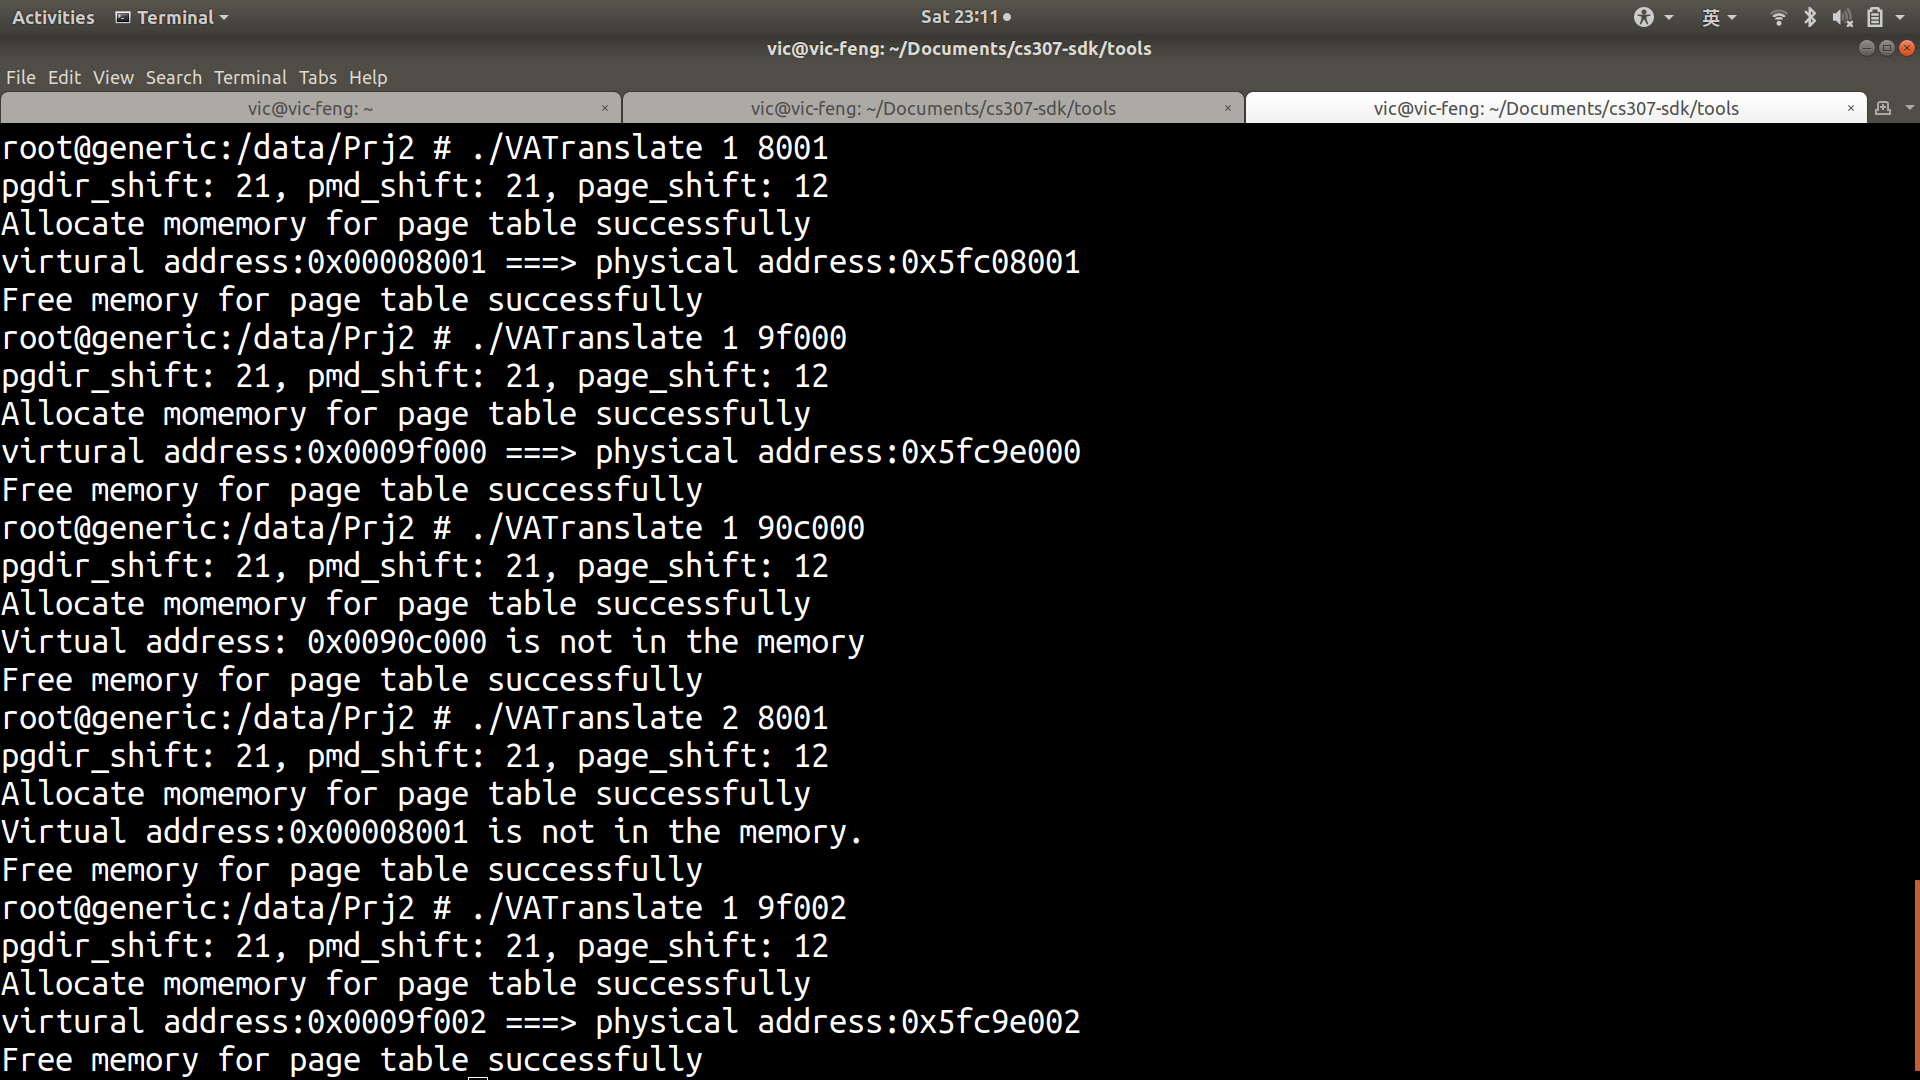 Activities Terminal Sat 23:11 英
vic@vic-feng: ~/Documents/cs307-sdk/tools
File Edit View Search Terminal Tabs Help
vic@vic-feng: ~ × vic@vic-feng: ~/Documents/cs307-sdk/tools × vic@vic-feng: ~/Documents/cs307-sdk/tools ×
root@generic:/data/Prj2 # ./VATranslate 1 8001
pgdir_shift: 21, pmd_shift: 21, page_shift: 12
Allocate momemory for page table successfully
virtural address:0x00008001 ===> physical address:0x5fc08001
Free memory for page table successfully
root@generic:/data/Prj2 # ./VATranslate 1 9f000
pgdir_shift: 21, pmd_shift: 21, page_shift: 12
Allocate momemory for page table successfully
virtural address:0x0009f000 ===> physical address:0x5fc9e000
Free memory for page table successfully
root@generic:/data/Prj2 # ./VATranslate 1 90c000
pgdir_shift: 21, pmd_shift: 21, page_shift: 12
Allocate momemory for page table successfully
Virtual address: 0x0090c000 is not in the memory
Free memory for page table successfully
root@generic:/data/Prj2 # ./VATranslate 2 8001
pgdir_shift: 21, pmd_shift: 21, page_shift: 12
Allocate momemory for page table successfully
Virtual address:0x00008001 is not in the memory.
Free memory for page table successfully
root@generic:/data/Prj2 # ./VATranslate 1 9f002
pgdir_shift: 21, pmd_shift: 21, page_shift: 12
Allocate momemory for page table successfully
virtural address:0x0009f002 ===> physical address:0x5fc9e002
Free memory for page table successfully